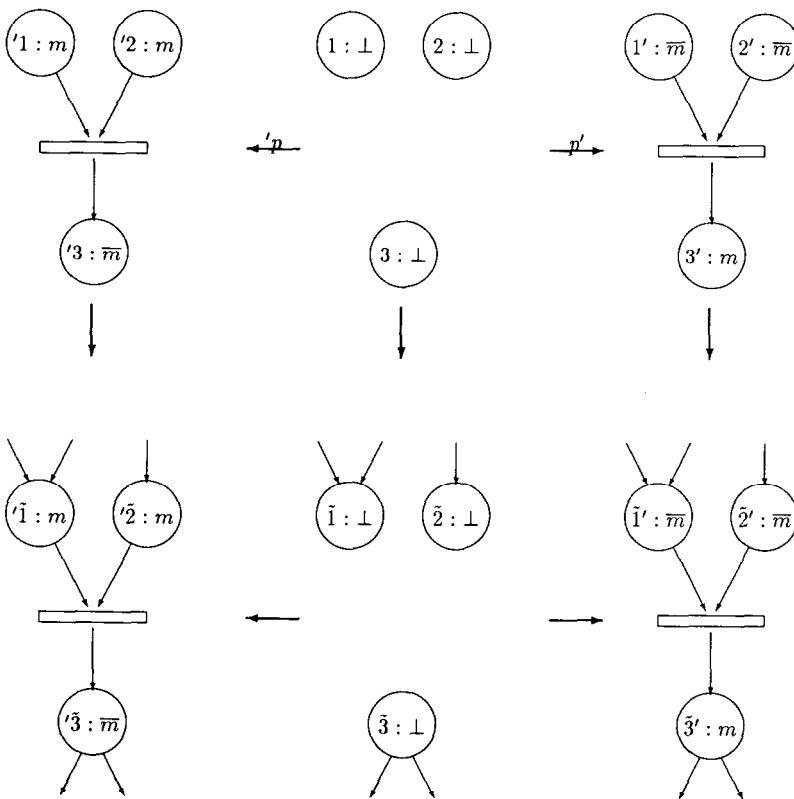 ′1 : m ′2 : m 1 : ⊥ 2 : ⊥ 1′ : m̅ 2′ : m̅
′p p′
′3 : m̅ 3 : ⊥ 3′ : m
′1̃ : m ′2̃ : m 1̃ : ⊥ 2̃ : ⊥ 1̃′ : m̅ 2̃′ : m̅
′3̃ : m̅ 3̃ : ⊥ 3̃′ : m